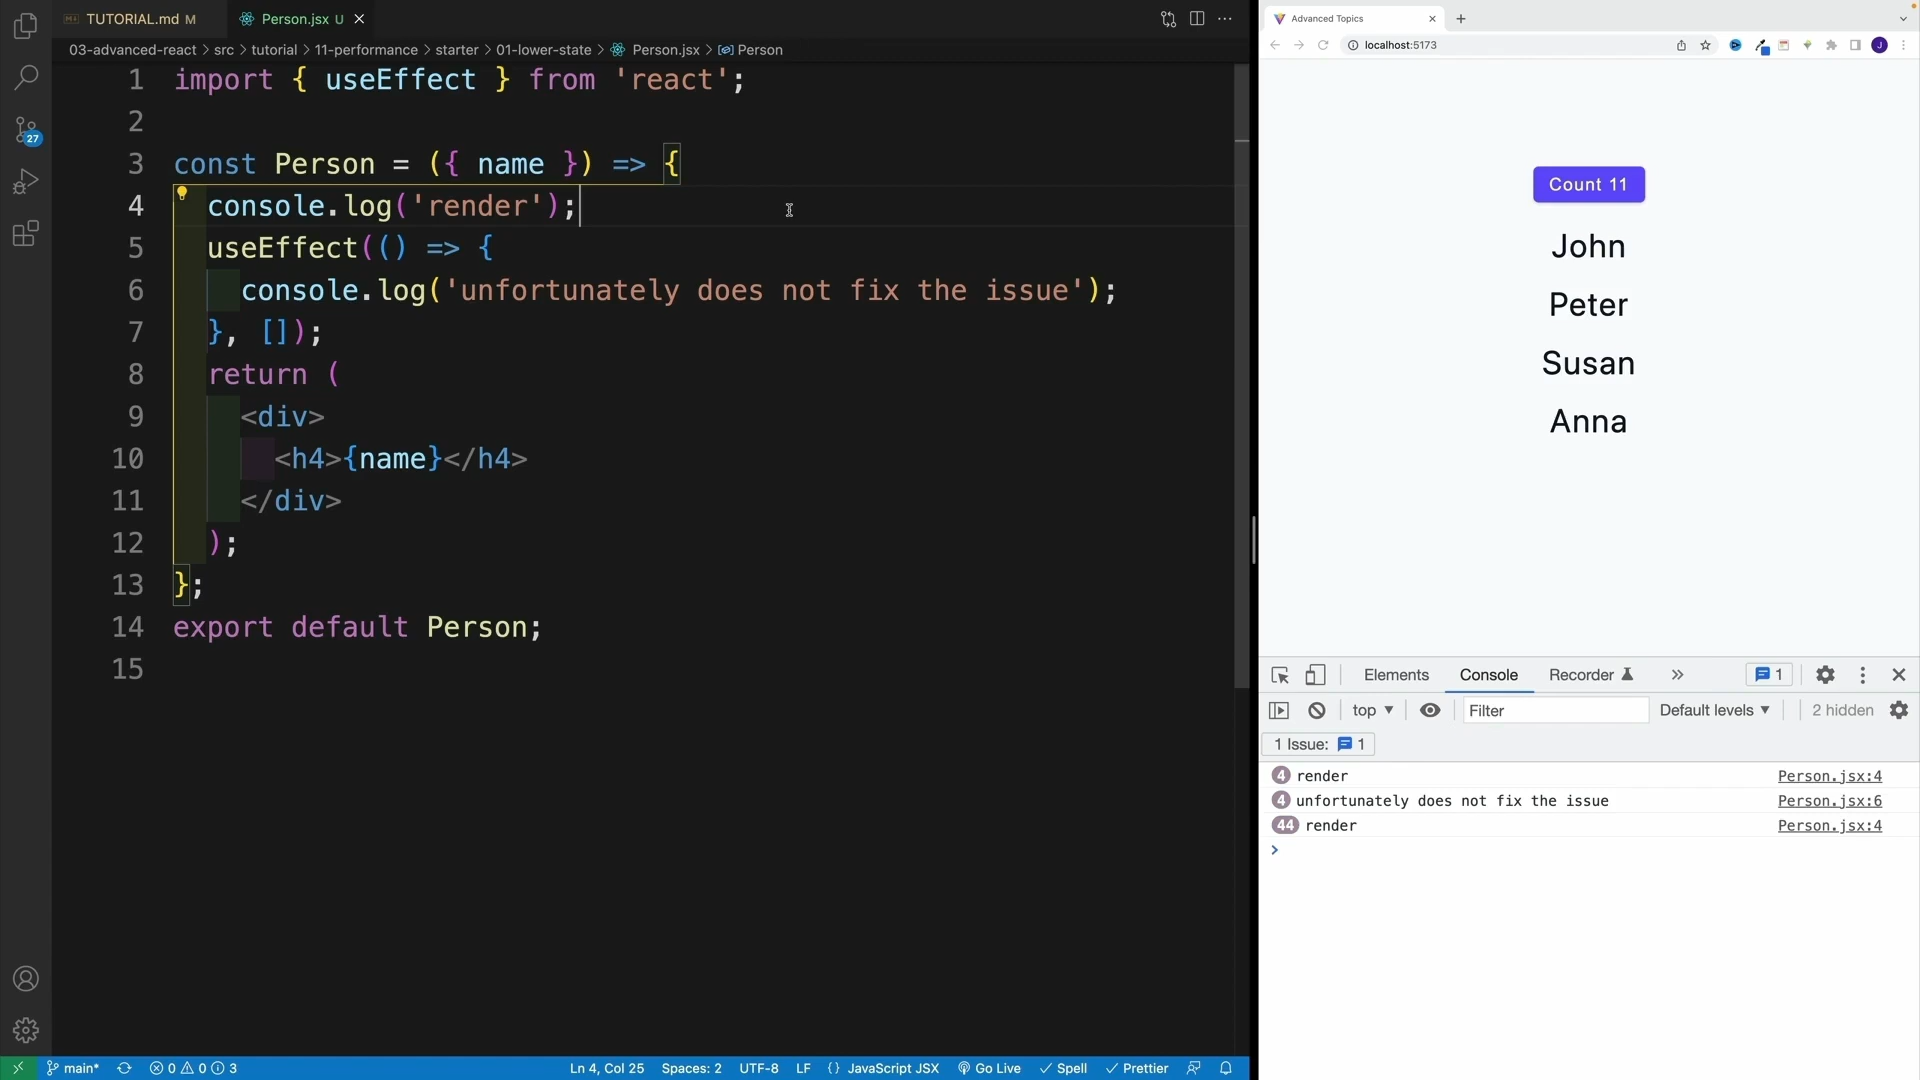 TUTORIAL.md M
Person.jsx U
03-advanced-react > src > tutorial > 11-performance > starter > 01-lower-state > Person.jsx > Person
1 import { useEffect } from 'react';
2
3 const Person = ({ name }) => {
4 console.log('render');
5 useEffect(() => {
6 console.log('unfortunately does not fix the issue');
7 }, []);
8 return (
9 <div>
10 <h4>{name}</h4>
11 </div>
12 );
13 };
14 export default Person;
15
27
main*
0 0 3
Ln 4, Col 25
Spaces: 2
UTF-8
LF
{} JavaScript JSX
Go Live
Spell
Prettier
Advanced Topics
localhost:5173
J
Count 11
John
Peter
Susan
Anna
Elements
Console
Recorder
1
top
Filter
Default levels
2 hidden
1 Issue: 1
4 render Person.jsx:4
4 unfortunately does not fix the issue Person.jsx:6
44 render Person.jsx:4